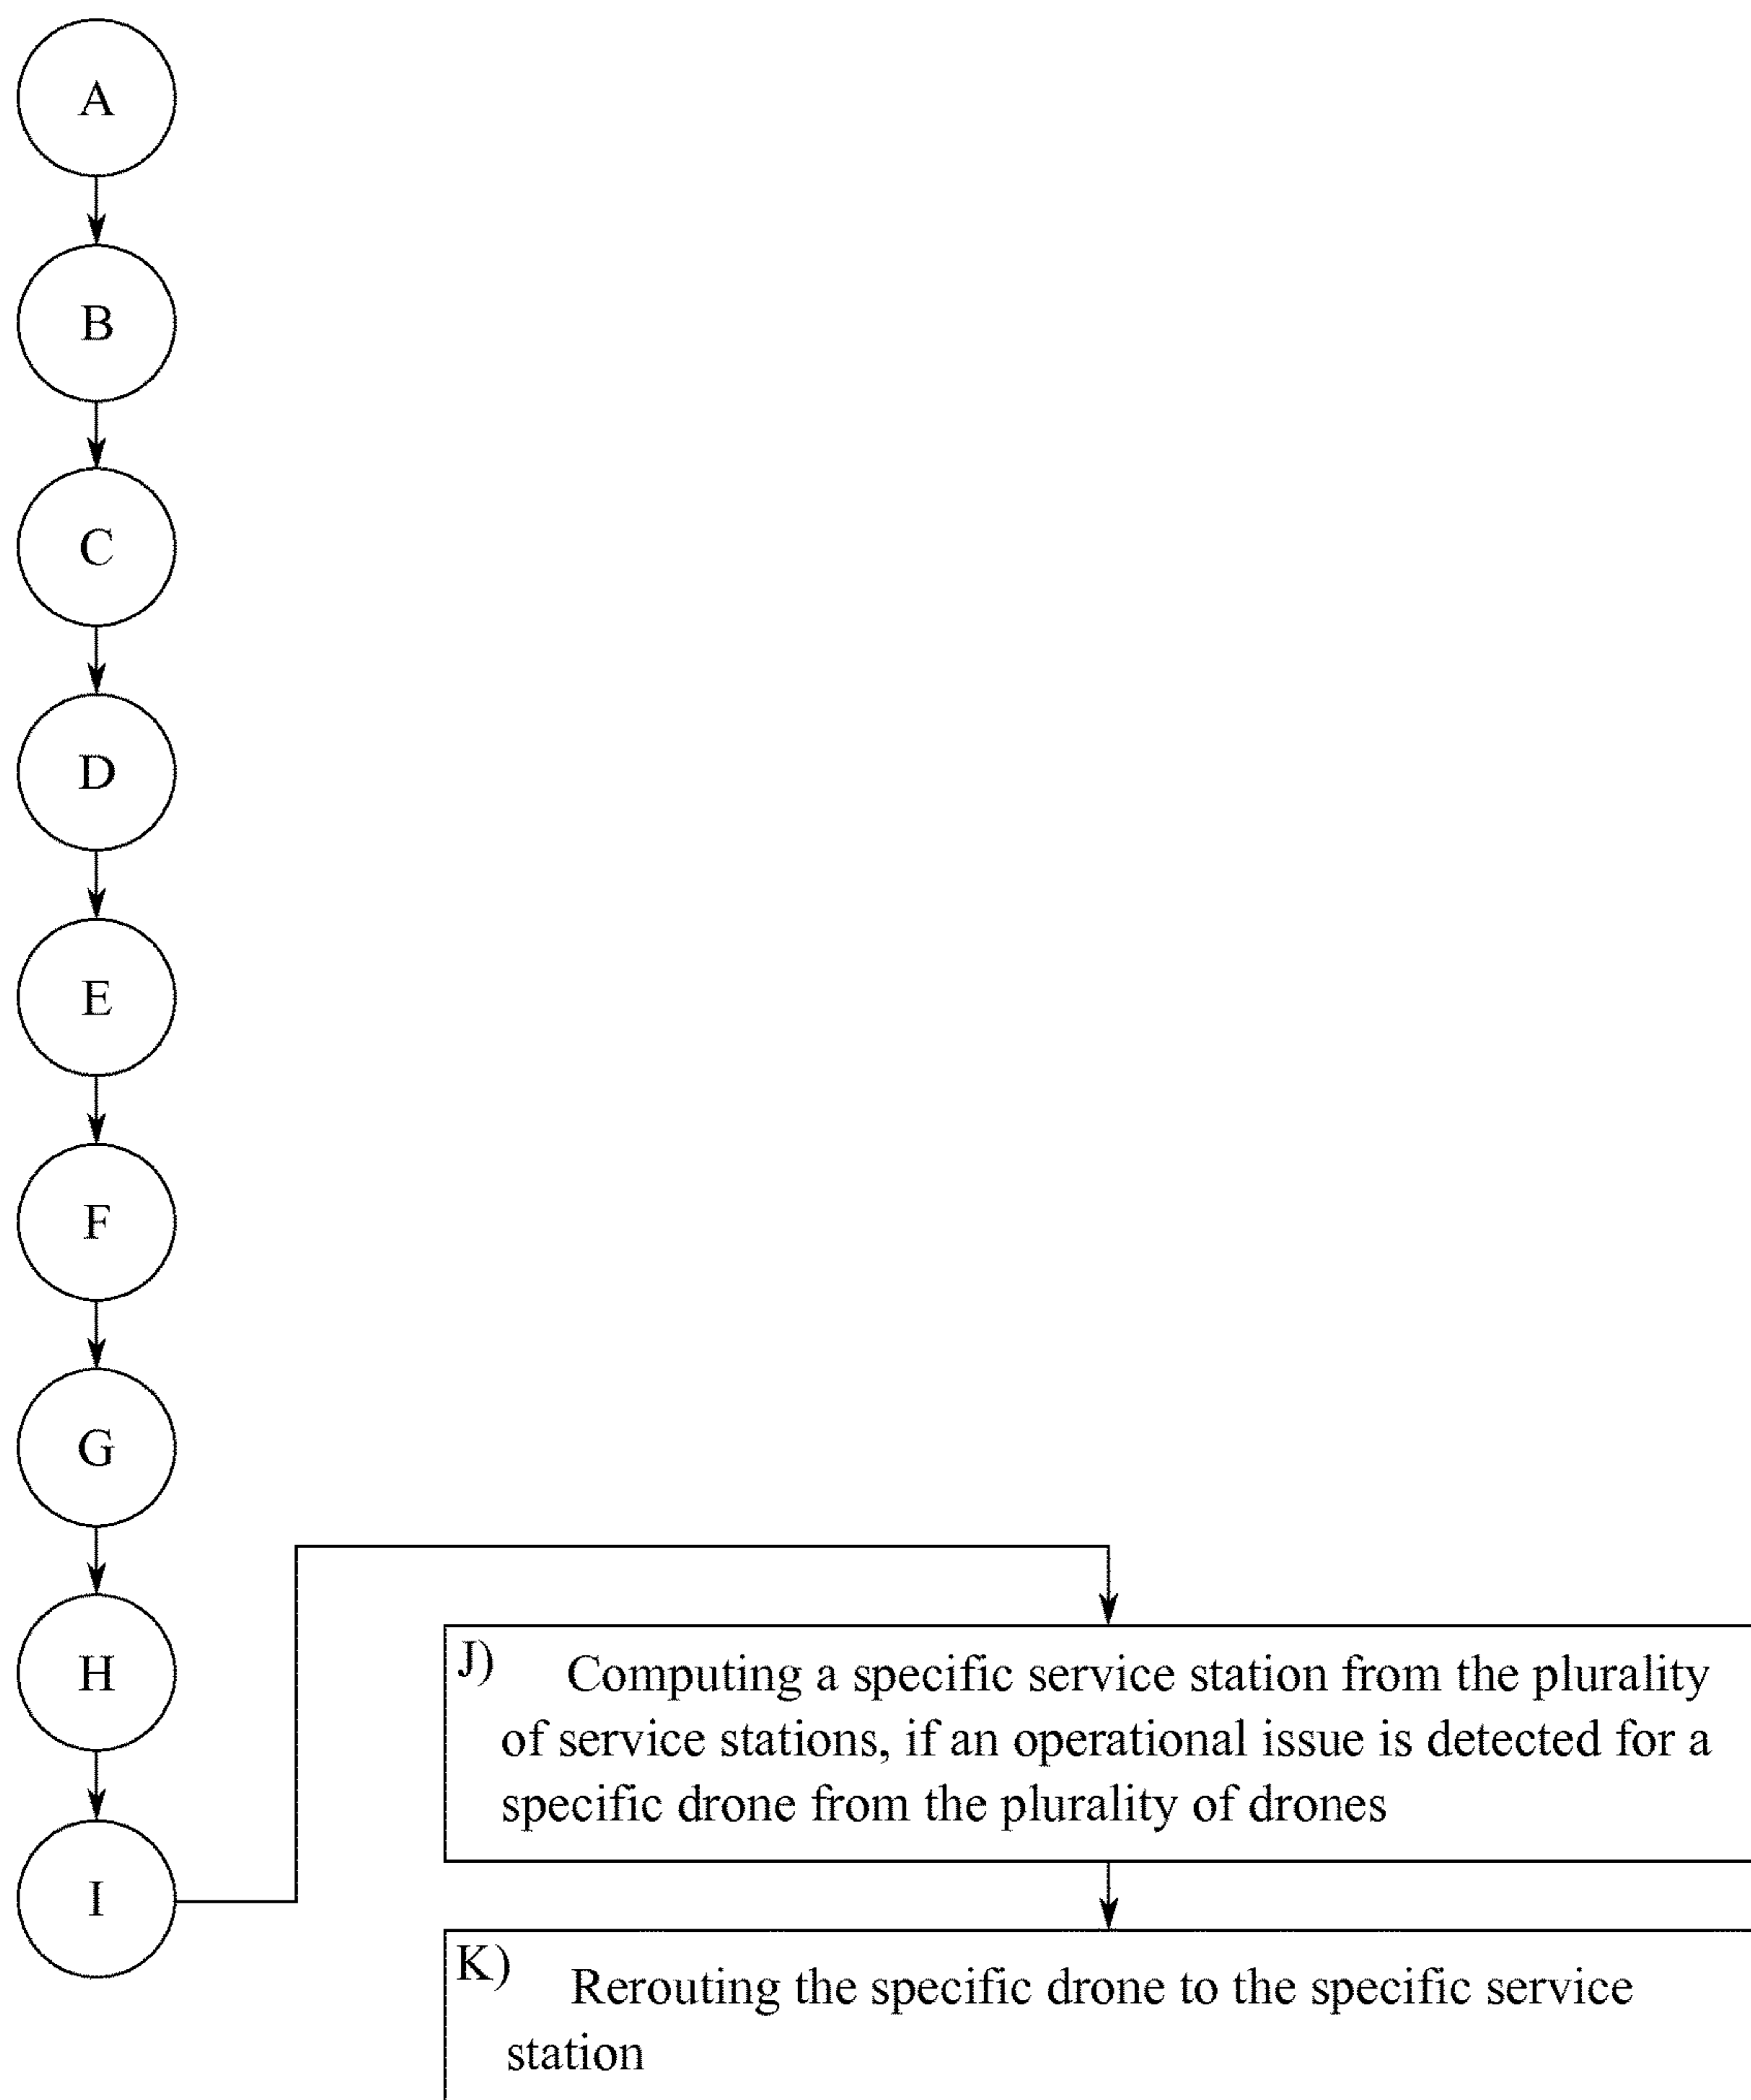 A
B
C
D
E
F
G
H
I
J) Computing a specific service station from the plurality
of service stations, if an operational issue is detected for a
specific drone from the plurality of drones
K) Rerouting the specific drone to the specific service
station